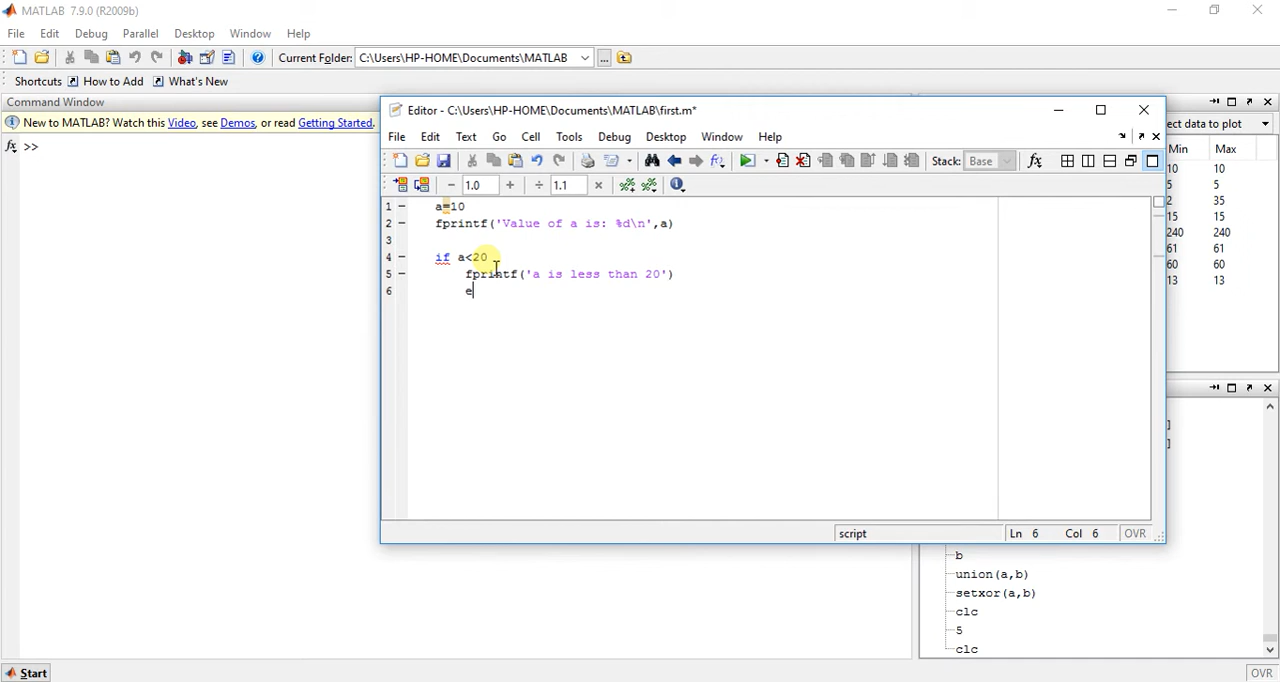 MATLAB 7.9.0 (R2009b)
File Edit Debug Parallel Desktop Window Help
Current Folder: C:\Users\HP-HOME\Documents\MATLAB ...
Shortcuts How to Add What's New
Command Window
New to MATLAB? Watch this Video, see Demos, or read Getting Started.
fx >>
Editor - C:\Users\HP-HOME\Documents\MATLAB\first.m*
File Edit Text Go Cell Tools Debug Desktop Window Help
Stack: Base fx
− 1.0 + ÷ 1.1 ×
1 a=10
2 fprintf('Value of a is: %d\n',a)
3
4 if a<20
5 fprintf('a is less than 20')
6 e
script Ln 6 Col 6 OVR
ect data to plot
Min Max
10 10
5 5
2 35
15 15
240 240
61 61
60 60
13 13
]
]
b
union(a,b)
setxor(a,b)
clc
5
clc
Start OVR